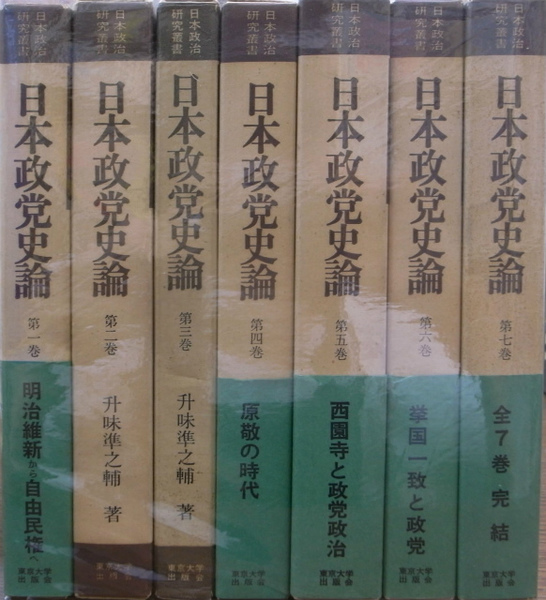 日本政治
研究叢書
日本政党史論
第一巻
明治維新から自由民権へ
東京大学
出版会
日本政治
研究叢書
日本政党史論
第二巻
升味準之輔 著
東京大学
出版会
日本政治
研究叢書
日本政党史論
第三巻
升味準之輔 著
東京大学
出版会
日本政治
研究叢書
日本政党史論
第四巻
原敬の時代
東京大学
出版会
日本政治
研究叢書
日本政党史論
第五巻
西園寺と政党政治
東京大学
出版会
日本政治
研究叢書
日本政党史論
第六巻
挙国一致と政党
東京大学
出版会
日本政治
研究叢書
日本政党史論
第七巻
全7巻 完結
東京大学
出版会